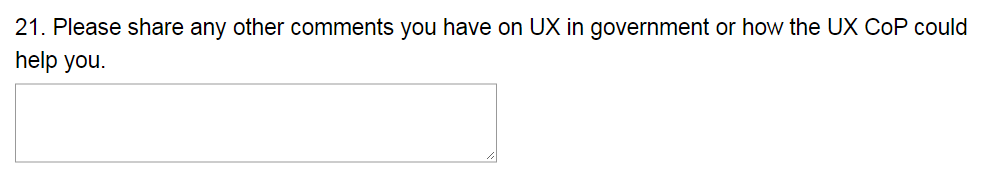 21. Please share any other comments you have on UX in government or how the UX CoP could
help you.